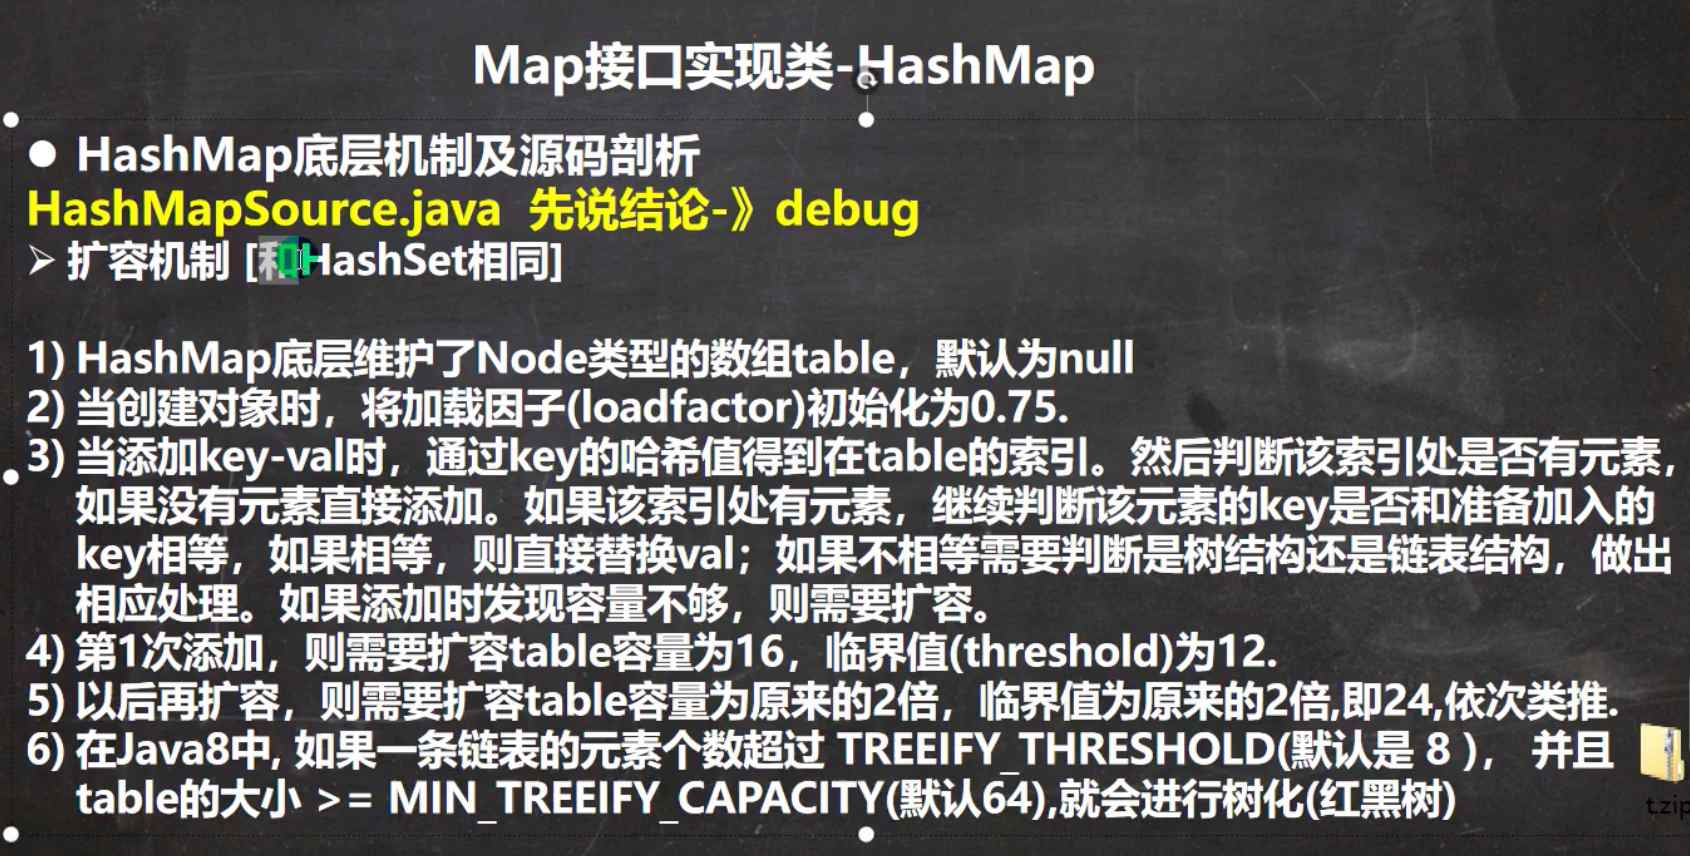 Map接口实现类-HashMap
● HashMap底层机制及源码剖析
HashMapSource.java 先说结论-》debug
➢ 扩容机制 [和HashSet相同]
1) HashMap底层维护了Node类型的数组table，默认为null
2) 当创建对象时，将加载因子(loadfactor)初始化为0.75.
3) 当添加key-val时，通过key的哈希值得到在table的索引。然后判断该索引处是否有元素，
如果没有元素直接添加。如果该索引处有元素，继续判断该元素的key是否和准备加入的
key相等，如果相等，则直接替换val；如果不相等需要判断是树结构还是链表结构，做出
相应处理。如果添加时发现容量不够，则需要扩容。
4) 第1次添加，则需要扩容table容量为16，临界值(threshold)为12.
5) 以后再扩容，则需要扩容table容量为原来的2倍，临界值为原来的2倍,即24,依次类推.
6) 在Java8中, 如果一条链表的元素个数超过 TREEIFY_THRESHOLD(默认是 8 )， 并且
table的大小 >= MIN_TREEIFY_CAPACITY(默认64),就会进行树化(红黑树)
t.zip